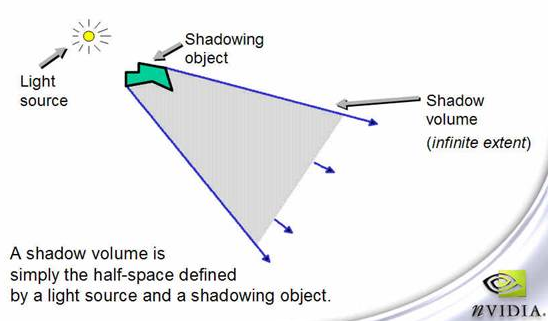 Shadowing
object
Light
source
Shadow
volume
(infinite extent)
A shadow volume is
simply the half-space defined
by a light source and a shadowing object.
nVIDIA.